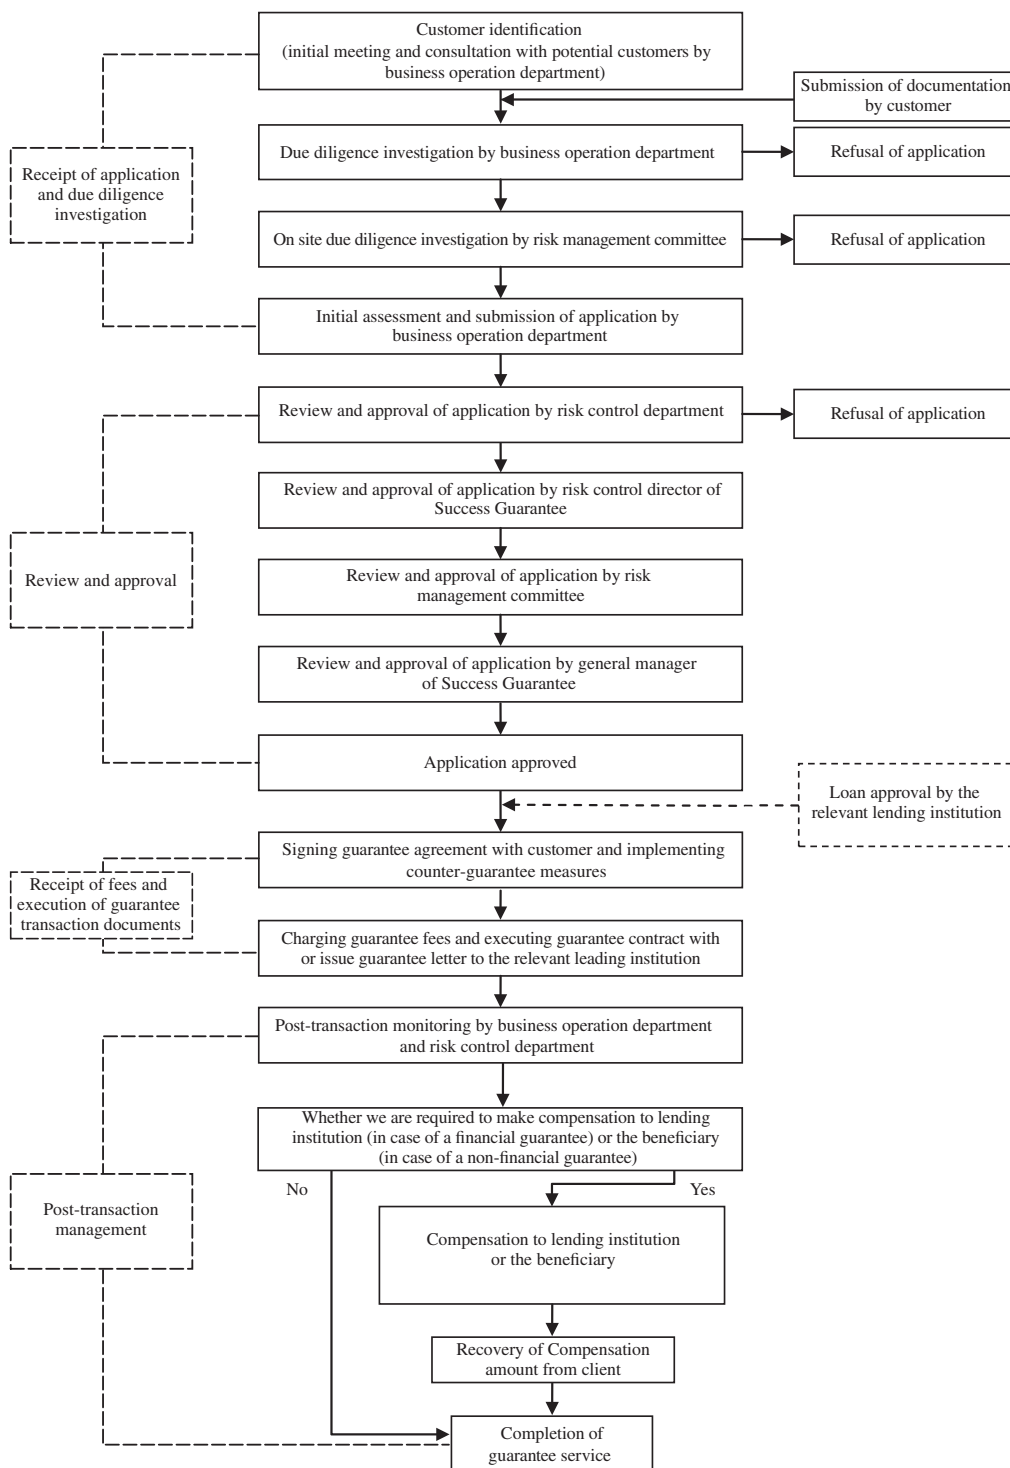 Customer identification
(initial meeting and consultation with potential customers by
business operation department)
Submission of documentation
by customer
Due diligence investigation by business operation department
Refusal of application
Receipt of application
and due diligence
investigation
On site due diligence investigation by risk management committee
Refusal of application
Initial assessment and submission of application by
business operation department
Review and approval of application by risk control department
Refusal of application
Review and approval of application by risk control director of
Success Guarantee
Review and approval
Review and approval of application by risk
management committee
Review and approval of application by general manager
of Success Guarantee
Application approved
Loan approval by the
relevant lending institution
Signing guarantee agreement with customer and implementing
counter-guarantee measures
Receipt of fees and
execution of guarantee
transaction documents
Charging guarantee fees and executing guarantee contract with
or issue guarantee letter to the relevant leading institution
Post-transaction monitoring by business operation department
and risk control department
Whether we are required to make compensation to lending
institution (in case of a financial guarantee) or the beneficiary
(in case of a non-financial guarantee)
No
Yes
Post-transaction
management
Compensation to lending institution
or the beneficiary
Recovery of Compensation
amount from client
Completion of
guarantee service